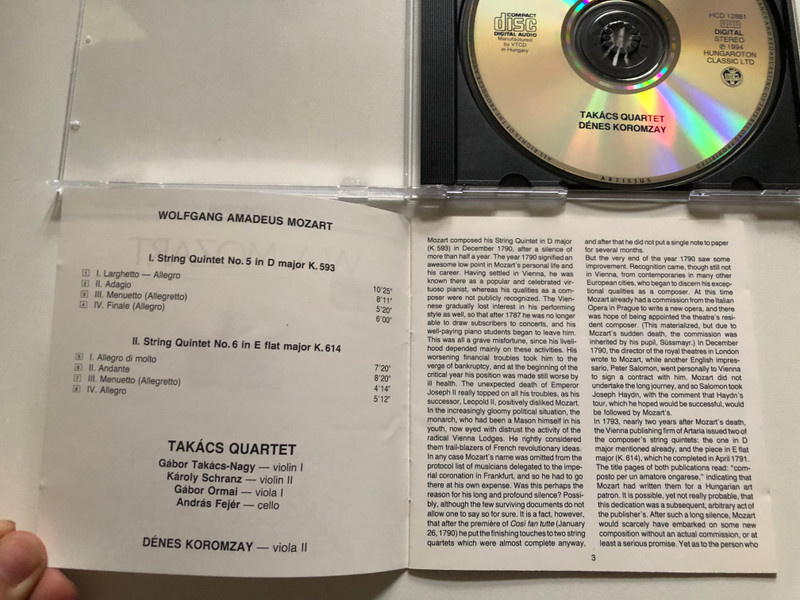 COMPACT
disc
DIGITAL AUDIO
Manufactured
by VTCD
in Hungary
HCD 12881
DDD
DIGITAL
STEREO
℗ 1994
HUNGAROTON
CLASSIC LTD
TAKÁCS QUARTET
DÉNES KOROMZAY
ARTISJUS
WOLFGANG AMADEUS MOZART
I. String Quintet No. 5 in D major K. 593
1 I. Larghetto — Allegro 10'25"
2 II. Adagio 8'11"
3 III. Menuetto (Allegretto) 5'20"
4 IV. Finale (Allegro) 6'00"
II. String Quintet No. 6 in E flat major K. 614
5 I. Allegro di molto 7'20"
6 II. Andante 8'20"
7 III. Menuetto (Allegretto) 4'14"
8 IV. Allegro 5'12"
TAKÁCS QUARTET
Gábor Takács-Nagy — violin I
Károly Schranz — violin II
Gábor Ormai — viola I
András Fejér — cello
DÉNES KOROMZAY — viola II
Mozart composed his String Quintet in D major
(K. 593) in December 1790, after a silence of
more than half a year. The year 1790 signified an
awesome low point in Mozart's personal life and
his career. Having settled in Vienna, he was
known there as a popular and celebrated vir-
tuoso pianist, whereas his qualities as a com-
poser were not publicly recognized. The Vien-
nese gradually lost interest in his performing
style as well, so that after 1787 he was no longer
able to draw subscribers to concerts, and his
well-paying piano students began to leave him.
This was all a grave misfortune, since his liveli-
hood depended mainly on these activities. His
worsening financial troubles took him to the
verge of bankruptcy, and at the beginning of the
critical year his position was made still worse by
ill health. The unexpected death of Emperor
Joseph II really topped on all his troubles, as his
successor, Leopold II, positively disliked Mozart.
In the increasingly gloomy political situation, the
monarch, who had been a Mason himself in his
youth, now eyed with distrust the activity of the
radical Vienna Lodges. He rightly considered
them trail-blazers of French revolutionary ideas.
In any case Mozart's name was omitted from the
protocol list of musicians delegated to the impe-
rial coronation in Frankfurt, and so he had to go
there at his own expense. Was this perhaps the
reason for his long and profound silence? Possi-
bly, although the few surviving documents do not
allow one to say so for sure. It is a fact, however,
that after the première of Cosi fan tutte (January
26, 1790) he put the finishing touches to two string
quartets which were almost complete anyway,
and after that he did not put a single note to paper
for several months.
But the very end of the year 1790 saw some
improvement. Recognition came, though still not
in Vienna, from contemporaries in many other
European cities, who began to discern his excep-
tional qualities as a composer. At this time
Mozart already had a commission from the Italian
Opera in Prague to write a new opera, and there
was hope of being appointed the theatre's resi-
dent composer. (This materialized, but due to
Mozart's sudden death, the commission was
inherited by his pupil, Süssmayr.) In December
1790, the director of the royal theatres in London
wrote to Mozart, while another English impres-
sario, Peter Salomon, went personally to Vienna
to sign a contract with him. Mozart did not
undertake the long journey, and so Salomon took
Joseph Haydn, with the comment that Haydn's
tour, which he hoped would be successful, would
be followed by Mozart's.
In 1793, nearly two years after Mozart's death,
the Vienna publishing firm of Artaria issued two of
the composer's string quintets: the one in D
major mentioned already, and the piece in E flat
major (K. 614), which he completed in April 1791.
The title pages of both publications read: "com-
posto per un amatore ongarese," indicating that
Mozart had written them for a Hungarian art
patron. It is possible, yet not really probable, that
this dedication was a subsequent, arbitrary act of
the publisher's. After such a long silence, Mozart
would scarcely have embarked on some new
composition without an actual commission, or at
least a serious promise. Yet as to the person who
3